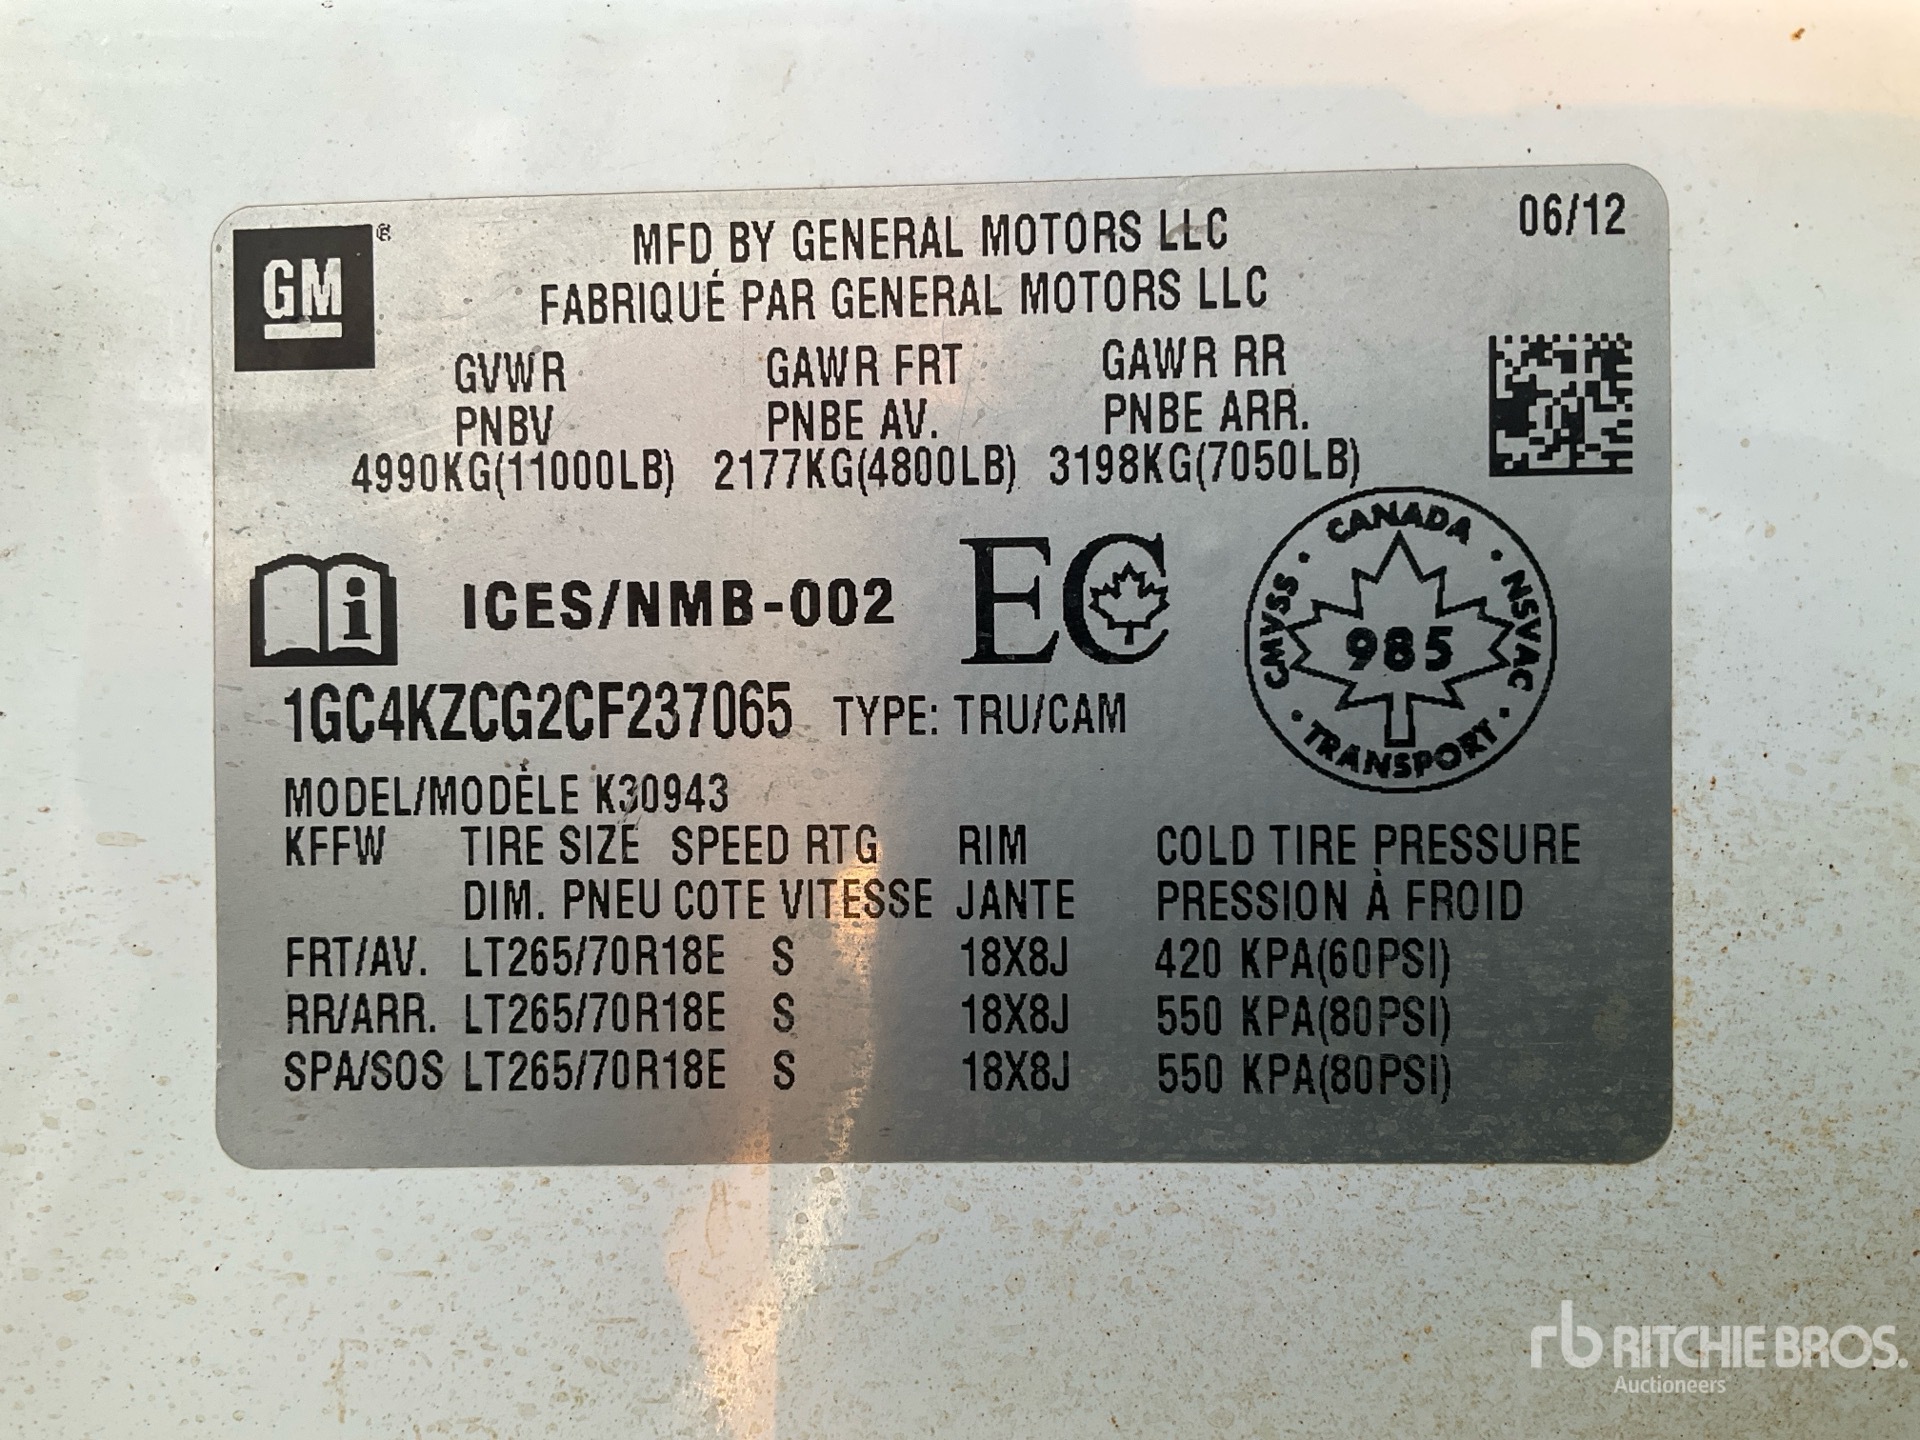 GM ®
MFD BY GENERAL MOTORS LLC
06/12
FABRIQUÉ PAR GENERAL MOTORS LLC
GVWR GAWR FRT GAWR RR
PNBV PNBE AV. PNBE ARR.
4990KG(11000LB) 2177KG(4800LB) 3198KG(7050LB)
i ICES/NMB-002 EC
CANADA
CMVSS 985 NSVAC
TRANSPORT
1GC4KZCG2CF237065 TYPE: TRU/CAM
MODEL/MODÈLE K30943
KFFW TIRE SIZE SPEED RTG RIM COLD TIRE PRESSURE
DIM. PNEU COTE VITESSE JANTE PRESSION À FROID
FRT/AV. LT265/70R18E S 18X8J 420 KPA(60PSI)
RR/ARR. LT265/70R18E S 18X8J 550 KPA(80PSI)
SPA/SOS LT265/70R18E S 18X8J 550 KPA(80PSI)
rb RITCHIE BROS.
Auctioneers